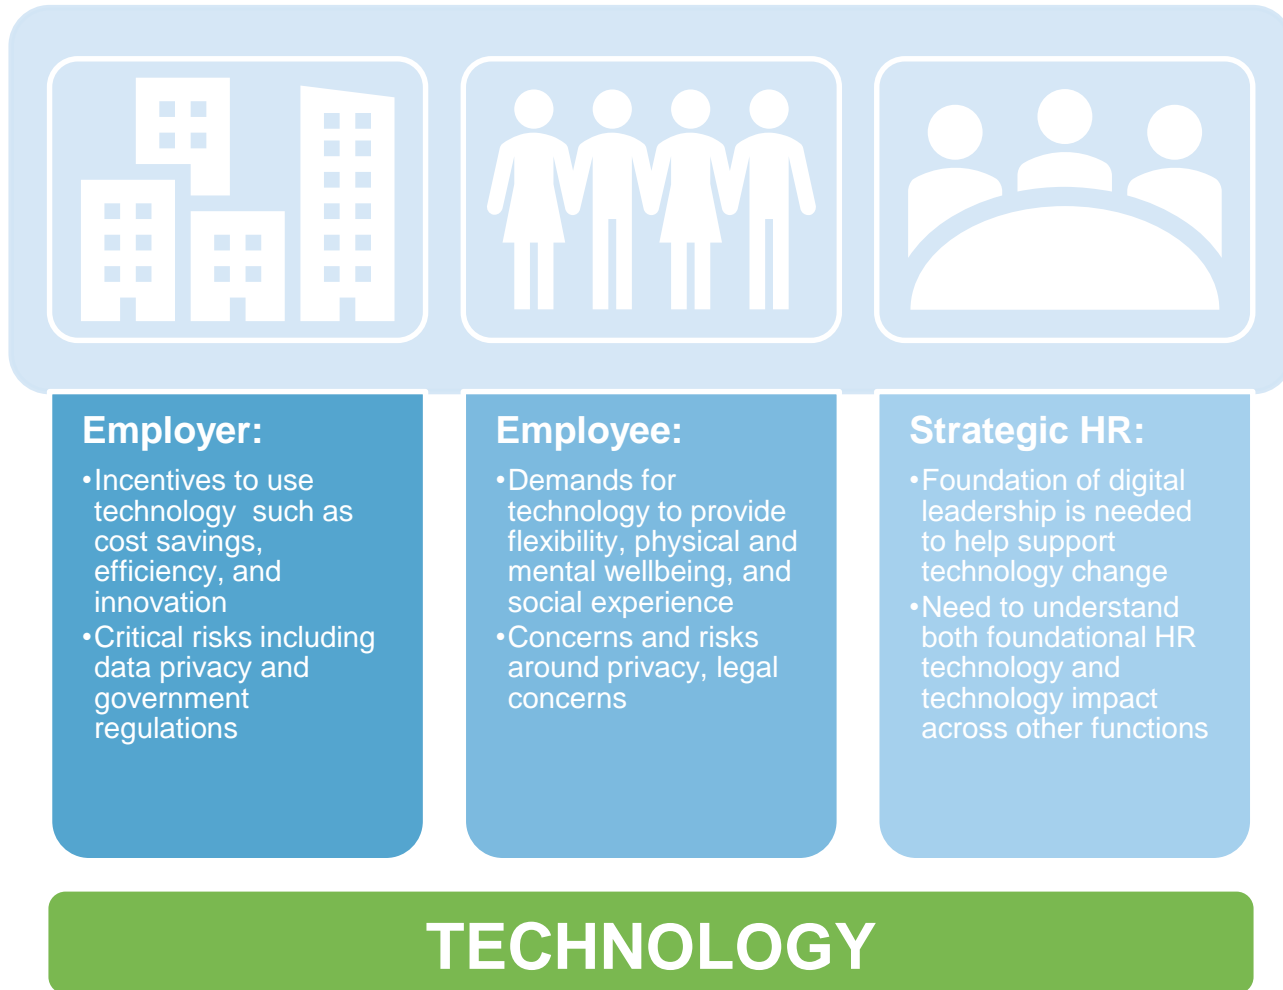 Employer:
•Incentives to use
technology  such as
cost savings,
efficiency, and
innovation
•Critical risks including
data privacy and
government
regulations
Employee:
•Demands for
technology to provide
flexibility, physical and
mental wellbeing, and
social experience
•Concerns and risks
around privacy, legal
concerns
Strategic HR:
•Foundation of digital
leadership is needed
to help support
technology change
•Need to understand
both foundational HR
technology and
technology impact
across other functions
TECHNOLOGY